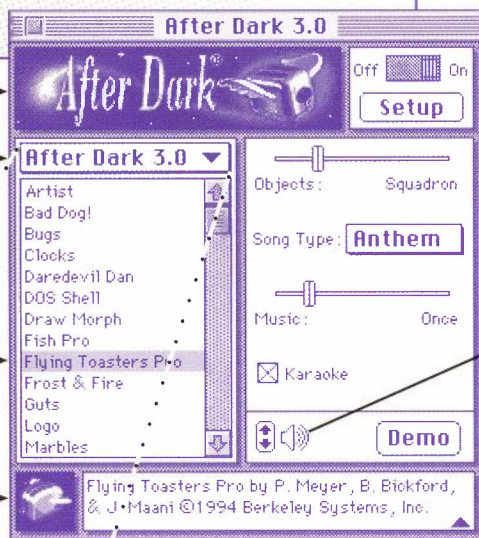 After Dark 3.0
After Dark®
Off On
Setup
After Dark 3.0
Artist
Bad Dog!
Bugs
Clocks
Daredevil Dan
DOS Shell
Draw Morph
Fish Pro
Flying Toasters Pro
Frost & Fire
Guts
Logo
Marbles
Objects: Squadron
Song Type: Anthem
Music: Once
Karaoke
Demo
Flying Toasters Pro by P. Meyer, B. Bickford,
& J. Maani ©1994 Berkeley Systems, Inc.